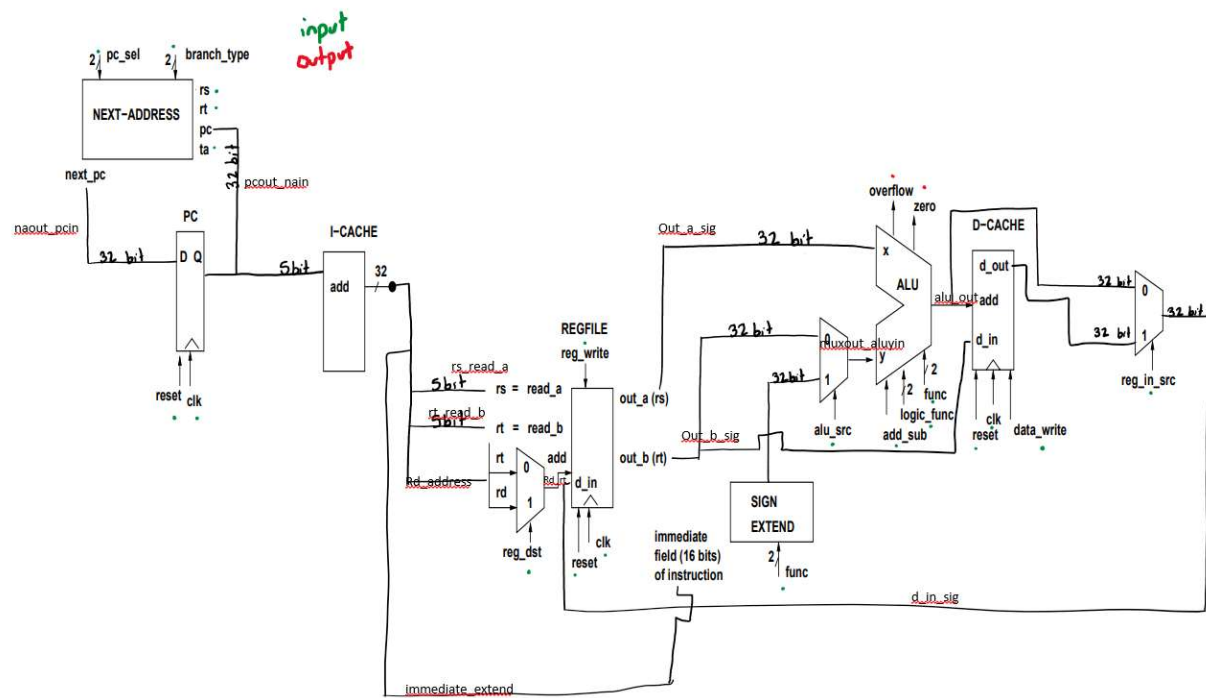 input
output
2 pc_sel
2 branch_type
NEXT-ADDRESS
rs
rt
pc
ta
next_pc
32 bit
pcout_nain
naout_pcin
PC
32 bit
D Q
reset
clk
5bit
I-CACHE
add
32
rs_read_a
5bit
rs = read_a
rt_read_b
5bit
rt = read_b
Rd_address
rt
rd
0
1
reg_dst
REGFILE
reg_write
add
Rd_rt
d_in
out_a (rs)
out_b (rt)
reset
clk
Out_a_sig
32 bit
Out_b_sig
32 bit
32bit
0
1
muxout_aluyin
alu_src
overflow
zero
x
ALU
y
alu_out
2
func
2
logic_func
add_sub
D-CACHE
d_out
add
d_in
reset
clk
data_write
32 bit
0
32 bit
1
32 bit
reg_in_src
SIGN
EXTEND
2
func
immediate
field (16 bits)
of instruction
d_in_sig
immediate_extend